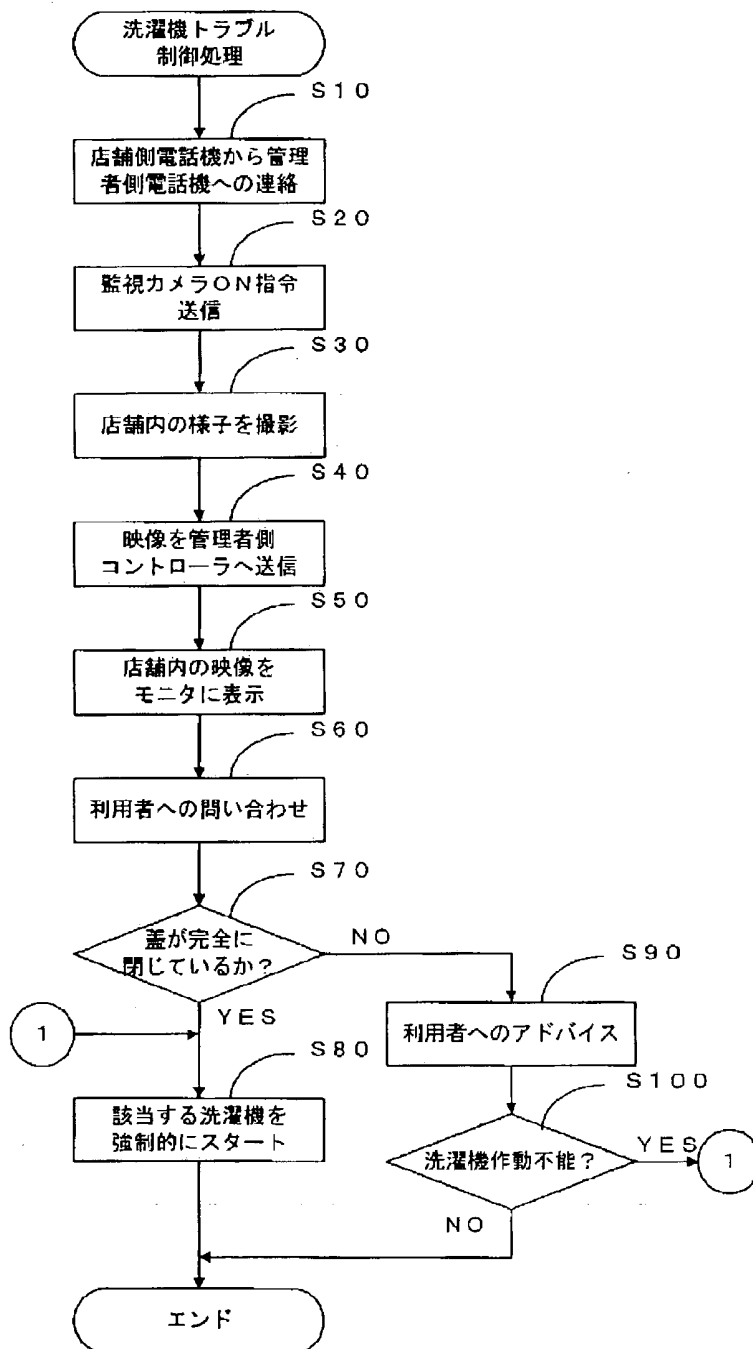 洗濯機トラブル
制御処理
S10
店舗側電話機から管理
者側電話機への連絡
S20
監視カメラON指令
送信
S30
店舗内の様子を撮影
S40
映像を管理者側
コントローラへ送信
S50
店舗内の映像を
モニタに表示
S60
利用者への問い合わせ
S70
蓋が完全に
閉じているか?
NO
YES
S90
利用者へのアドバイス
1
S80
該当する洗濯機を
強制的にスタート
S100
洗濯機作動不能?
YES
1
NO
エンド